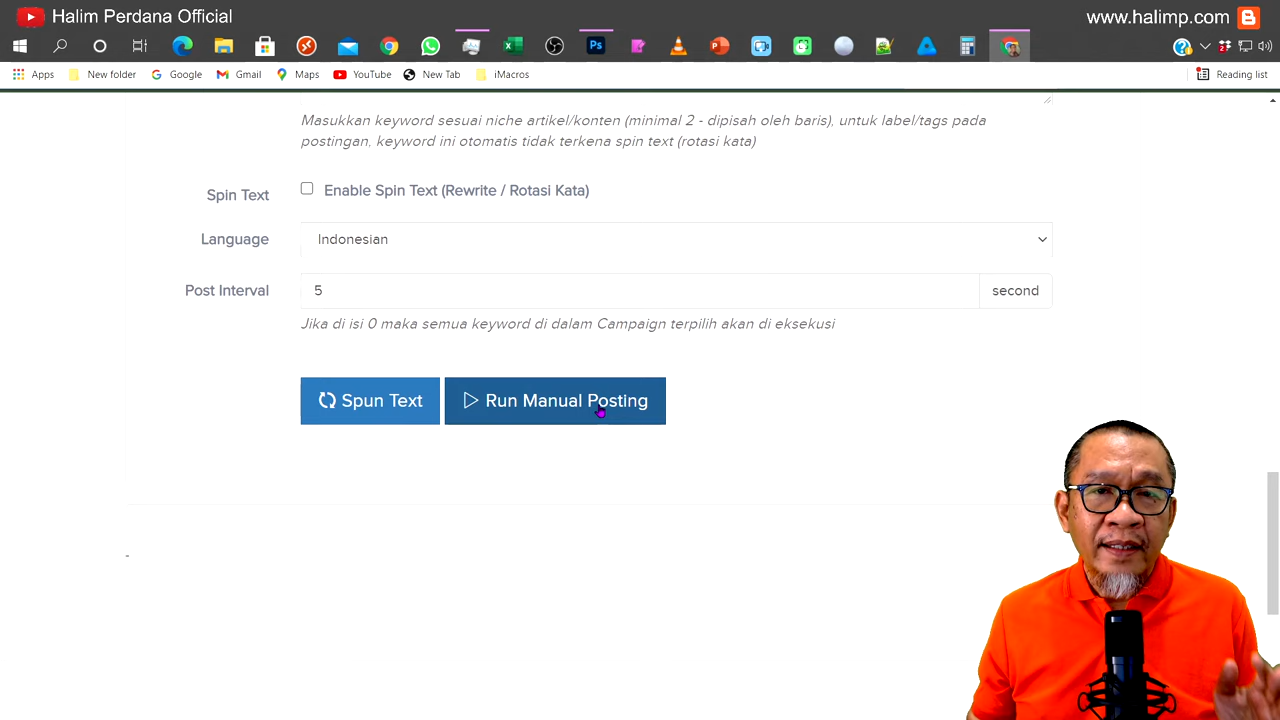 Halim Perdana Official
www.halimp.com
Apps New folder Google Gmail Maps YouTube New Tab iMacros Reading list
Masukkan keyword sesuai niche artikel/konten (minimal 2 - dipisah oleh baris), untuk label/tags pada
postingan, keyword ini otomatis tidak terkena spin text (rotasi kata)
Spin Text Enable Spin Text (Rewrite / Rotasi Kata)
Language Indonesian
Post Interval 5 second
Jika di isi 0 maka semua keyword di dalam Campaign terpilih akan di eksekusi
Spun Text Run Manual Posting